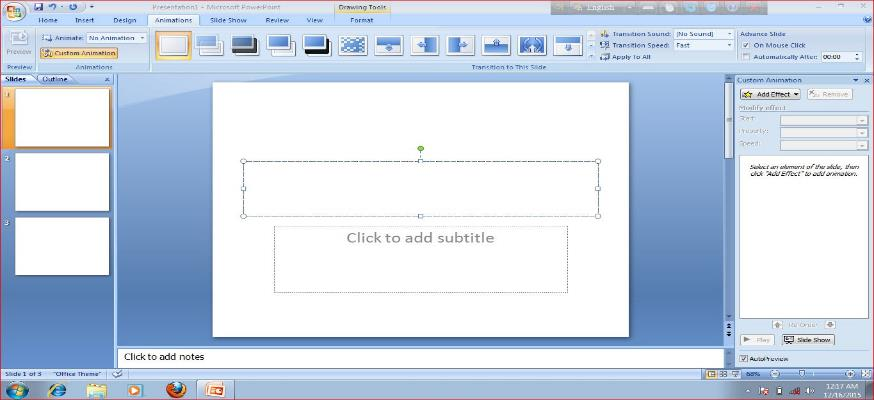 Presentation1 - Microsoft PowerPoint
Drawing Tools
English
Home Insert Design Animations Slide Show Review View Format
Preview
Animate: No Animation
Custom Animation
Transition Sound: [No Sound]
Transition Speed: Fast
Apply To All
Advance Slide
On Mouse Click
Automatically After: 00:00
Preview
Animations
Transition to This Slide
Slides Outline
1
2
3
Click to add subtitle
Click to add notes
Custom Animation
Add Effect
Remove
Modify effect
Start:
Property:
Speed:
Select an element of the slide, then
click "Add Effect" to add animation.
Re-Order
Play
Slide Show
AutoPreview
Slide 1 of 3
"Office Theme"
68%
12:17 AM
12/16/2015